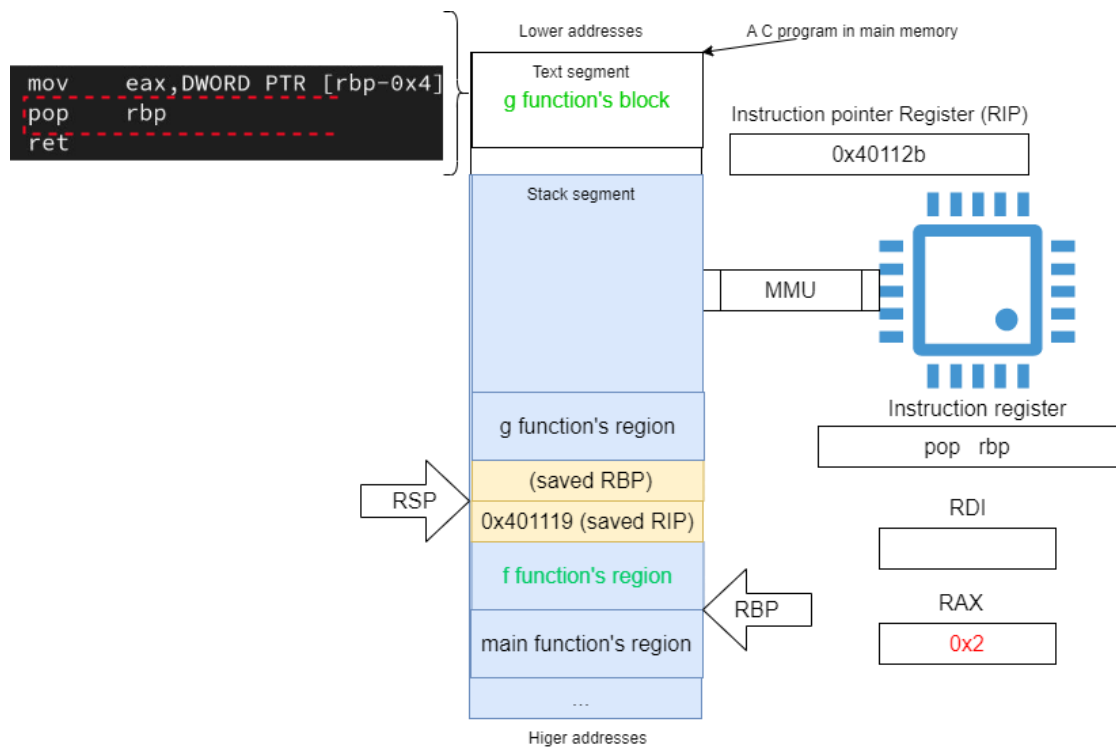 Lower addresses
A C program in main memory
mov eax,DWORD PTR [rbp-0x4]
pop rbp
ret
Text segment
g function's block
Instruction pointer Register (RIP)
0x40112b
Stack segment
MMU
g function's region
Instruction register
pop rbp
(saved RBP)
RSP
0x401119 (saved RIP)
RDI
f function's region
RBP
RAX
main function's region
0x2
...
Higer addresses